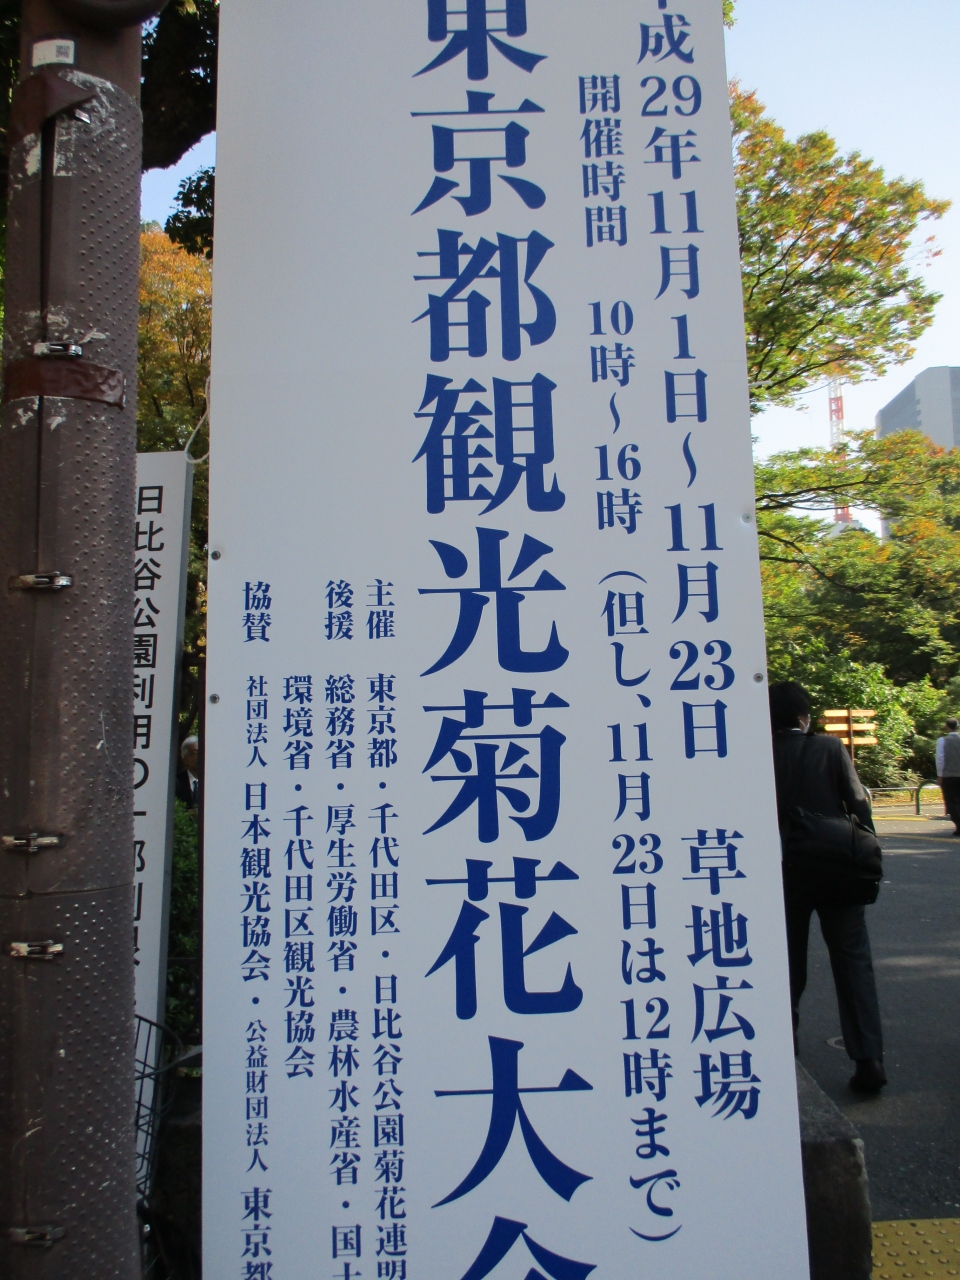 成29年11月1日〜11月23日 草地広場
開催時間 10時〜16時 (但し、11月23日は12時まで)
東京都観光菊花大会
主催 東京都・千代田区・日比谷公園菊花連明
後援 総務省・厚生労働省・農林水産省・国土
環境省・千代田区観光協会
協賛 社団法人 日本観光協会・公益財団法人 東京都
日比谷公園利用の一部